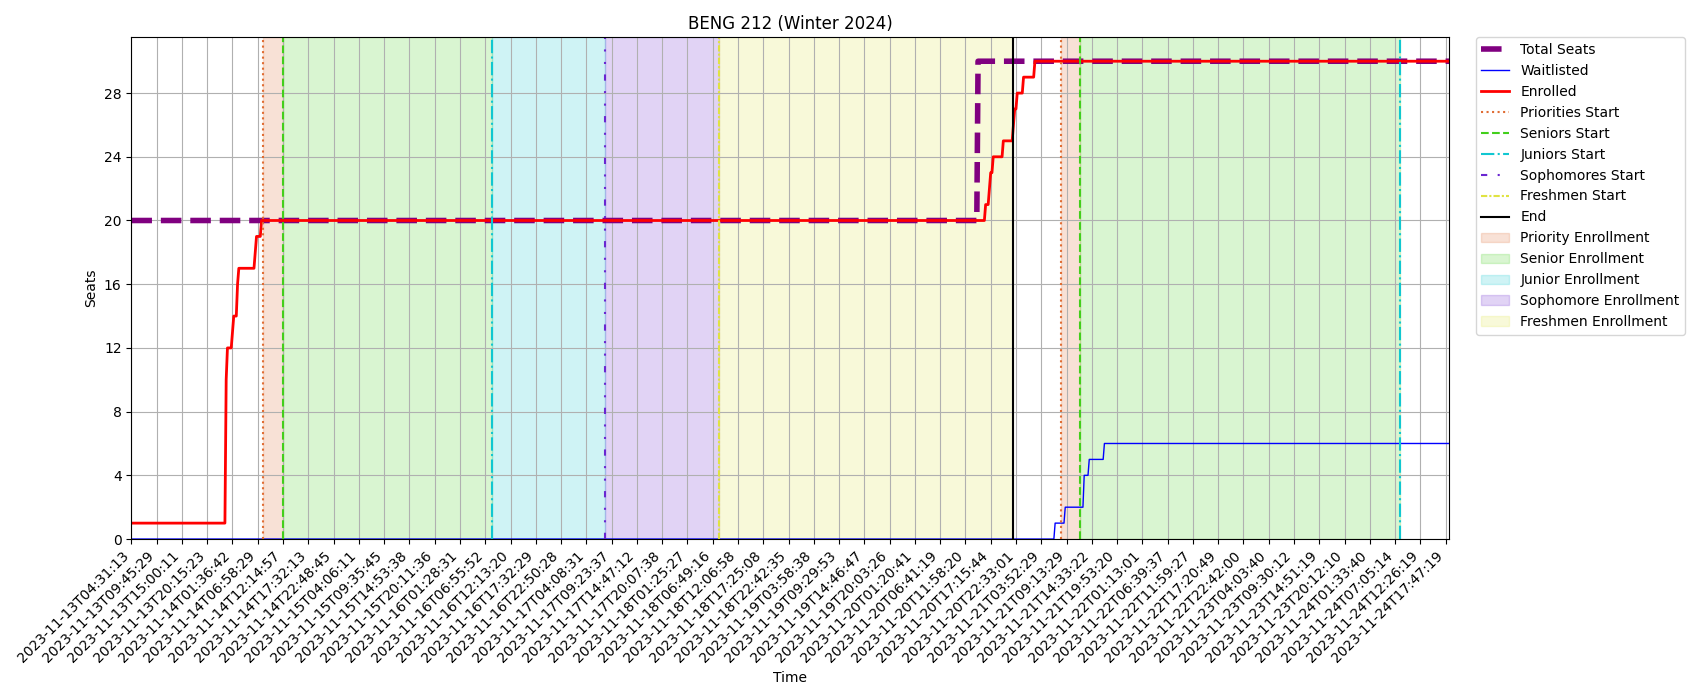 BENG 212 (Winter 2024)
Seats
28
24
20
16
12
8
4
0
2023-11-13T04:31:13
2023-11-13T09:45:29
2023-11-13T15:00:11
2023-11-13T20:15:23
2023-11-14T01:36:42
2023-11-14T06:58:29
2023-11-14T12:14:57
2023-11-14T17:32:13
2023-11-14T22:48:45
2023-11-15T04:06:11
2023-11-15T09:35:45
2023-11-15T14:53:38
2023-11-15T20:11:36
2023-11-16T01:28:31
2023-11-16T06:55:52
2023-11-16T12:13:20
2023-11-16T17:32:29
2023-11-16T22:50:28
2023-11-17T04:08:31
2023-11-17T09:23:37
2023-11-17T14:47:12
2023-11-17T20:07:38
2023-11-18T01:25:27
2023-11-18T06:49:16
2023-11-18T12:06:58
2023-11-18T17:25:08
2023-11-18T22:42:35
2023-11-19T03:58:38
2023-11-19T09:29:53
2023-11-19T14:46:47
2023-11-19T20:03:26
2023-11-20T01:20:41
2023-11-20T06:41:19
2023-11-20T11:58:20
2023-11-20T17:15:44
2023-11-20T22:33:01
2023-11-21T03:52:29
2023-11-21T09:13:29
2023-11-21T14:33:22
2023-11-21T19:53:20
2023-11-22T01:13:01
2023-11-22T06:39:37
2023-11-22T11:59:27
2023-11-22T17:20:49
2023-11-22T22:42:00
2023-11-23T04:03:40
2023-11-23T09:30:12
2023-11-23T14:51:19
2023-11-23T20:12:10
2023-11-24T01:33:40
2023-11-24T07:05:14
2023-11-24T12:26:19
2023-11-24T17:47:19
Time
Total Seats
Waitlisted
Enrolled
Priorities Start
Seniors Start
Juniors Start
Sophomores Start
Freshmen Start
End
Priority Enrollment
Senior Enrollment
Junior Enrollment
Sophomore Enrollment
Freshmen Enrollment